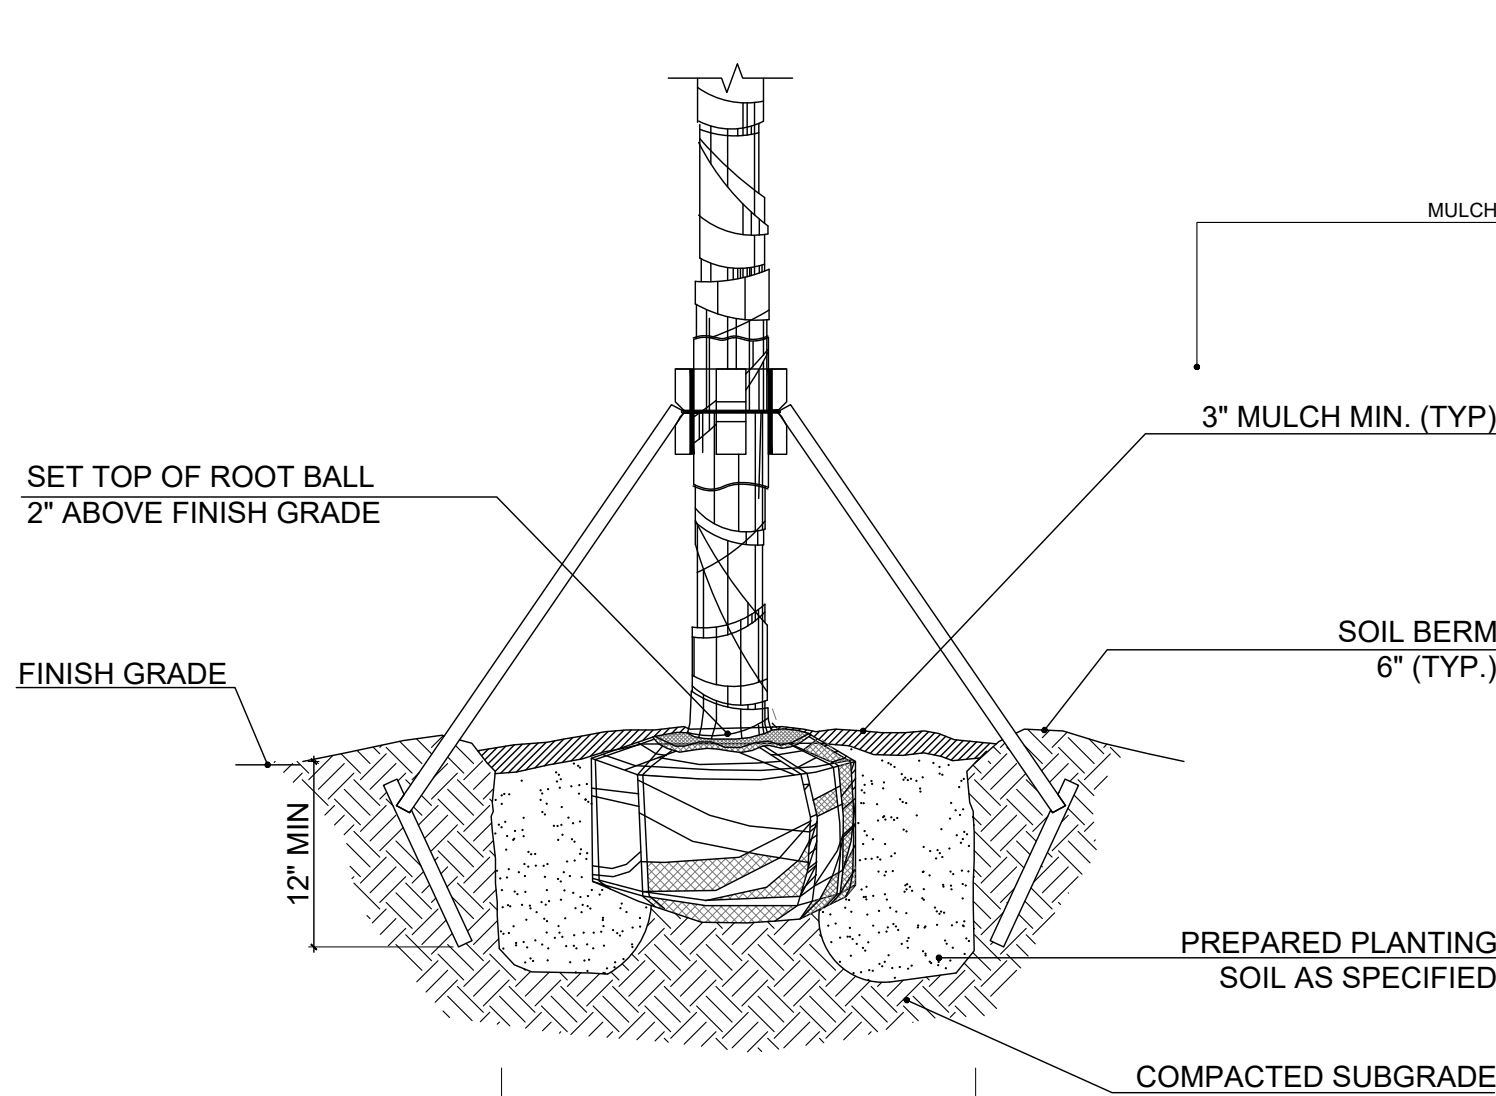 MULCH
3" MULCH MIN. (TYP)
SET TOP OF ROOT BALL
2" ABOVE FINISH GRADE
SOIL BERM
6" (TYP.)
FINISH GRADE
12" MIN
PREPARED PLANTING
SOIL AS SPECIFIED
COMPACTED SUBGRADE